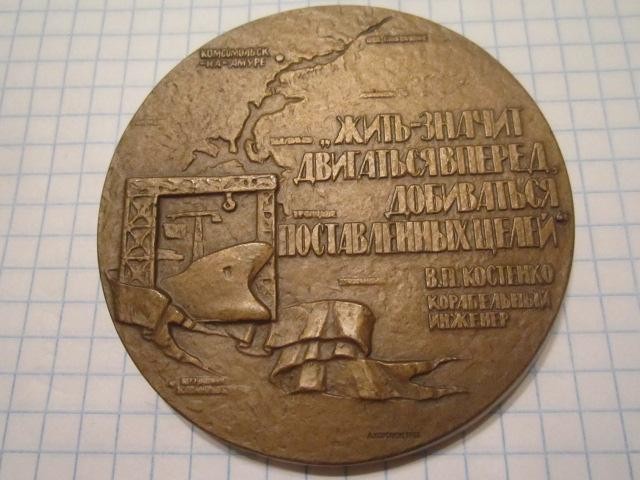 КОМСОМОЛЬСК
-НА-АМУРЕ
„ЖИТЬ-ЗНАЧИТ
ДВИГАТЬСЯ ВПЕРЕД,
ДОБИВАТЬСЯ
ПОСТАВЛЕННЫХ ЦЕЛЕЙ“
В.П. КОСТЕНКО
КОРАБЕЛЬНЫЙ
ИНЖЕНЕР